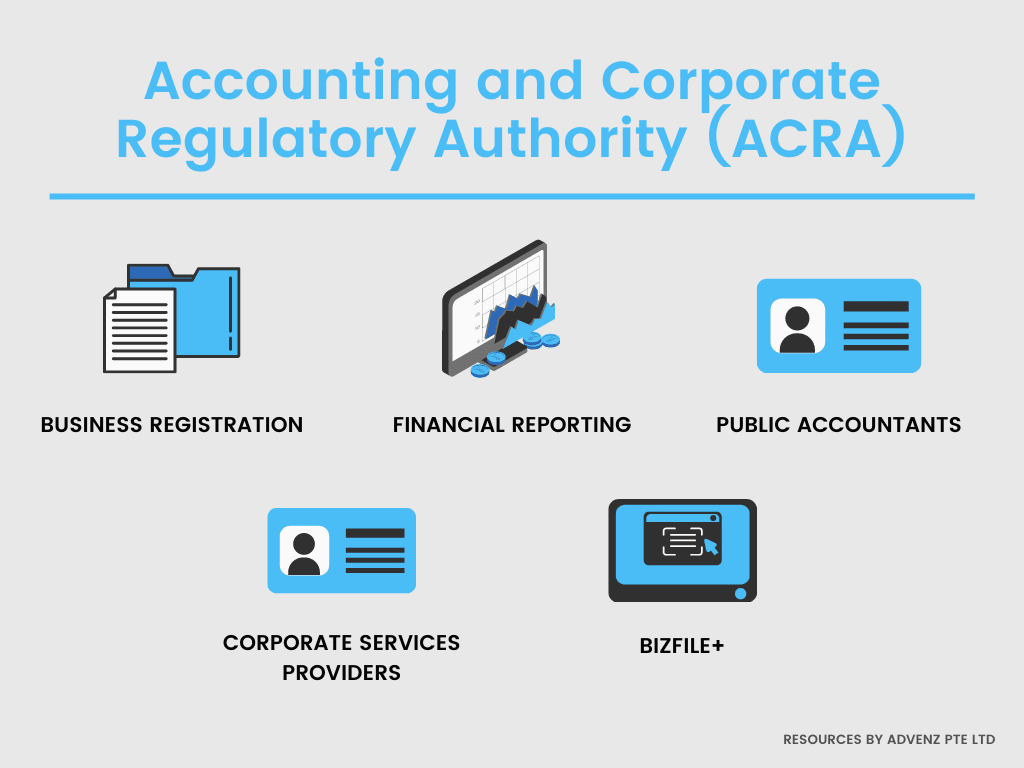 Accounting and Corporate
Regulatory Authority (ACRA)
BUSINESS REGISTRATION
FINANCIAL REPORTING
PUBLIC ACCOUNTANTS
CORPORATE SERVICES
PROVIDERS
BIZFILE+
RESOURCES BY ADVENZ PTE LTD